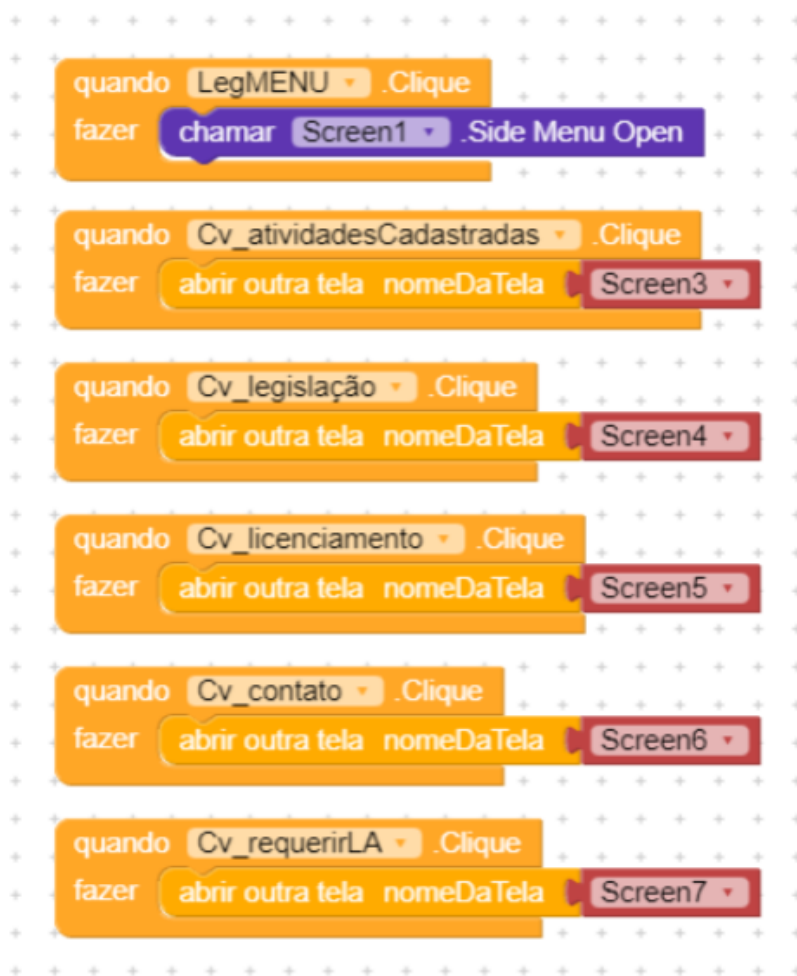 quando LegMENU .Clique
fazer chamar Screen1 .Side Menu Open
quando Cv_atividadesCadastradas .Clique
fazer abrir outra tela nomeDaTela Screen3
quando Cv_legislação .Clique
fazer abrir outra tela nomeDaTela Screen4
quando Cv_licenciamento .Clique
fazer abrir outra tela nomeDaTela Screen5
quando Cv_contato .Clique
fazer abrir outra tela nomeDaTela Screen6
quando Cv_requerirLA .Clique
fazer abrir outra tela nomeDaTela Screen7